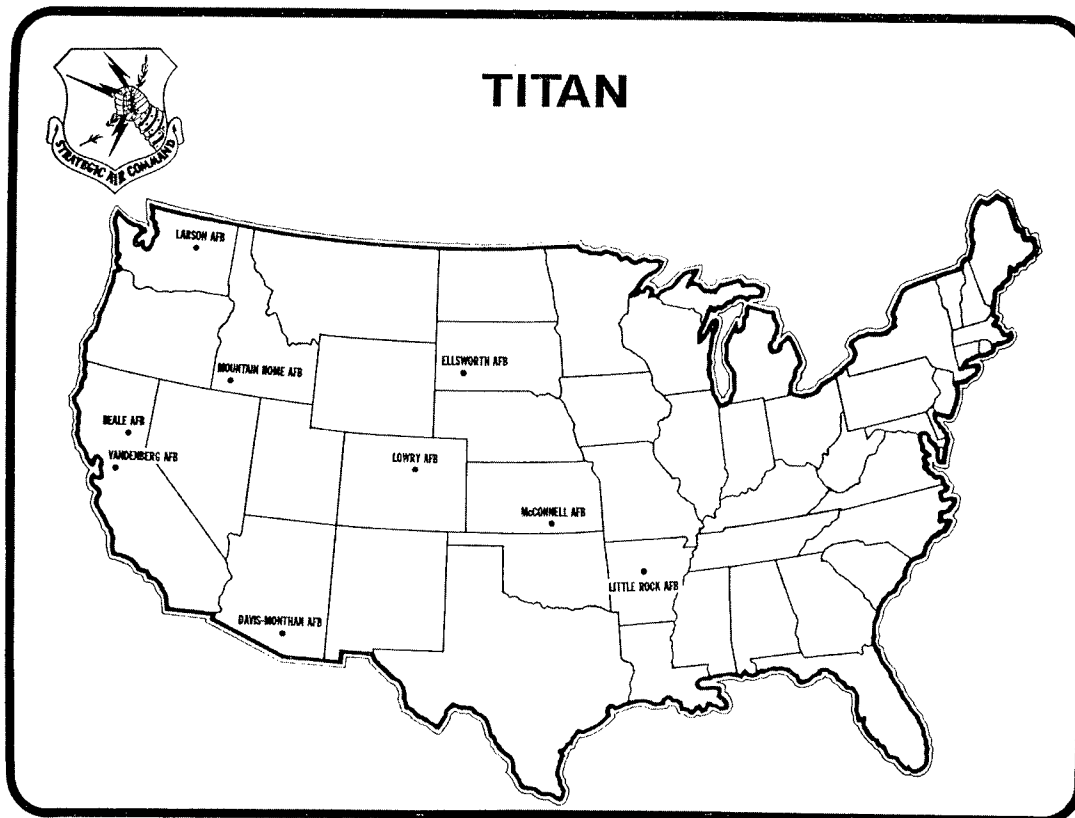 TITAN
STRATEGIC AIR COMMAND
LARSON AFB
MOUNTAIN HOME AFB
ELLSWORTH AFB
BEALE AFB
VANDENBERG AFB
LOWRY AFB
McCONNELL AFB
LITTLE ROCK AFB
DAVIS-MONTHAN AFB